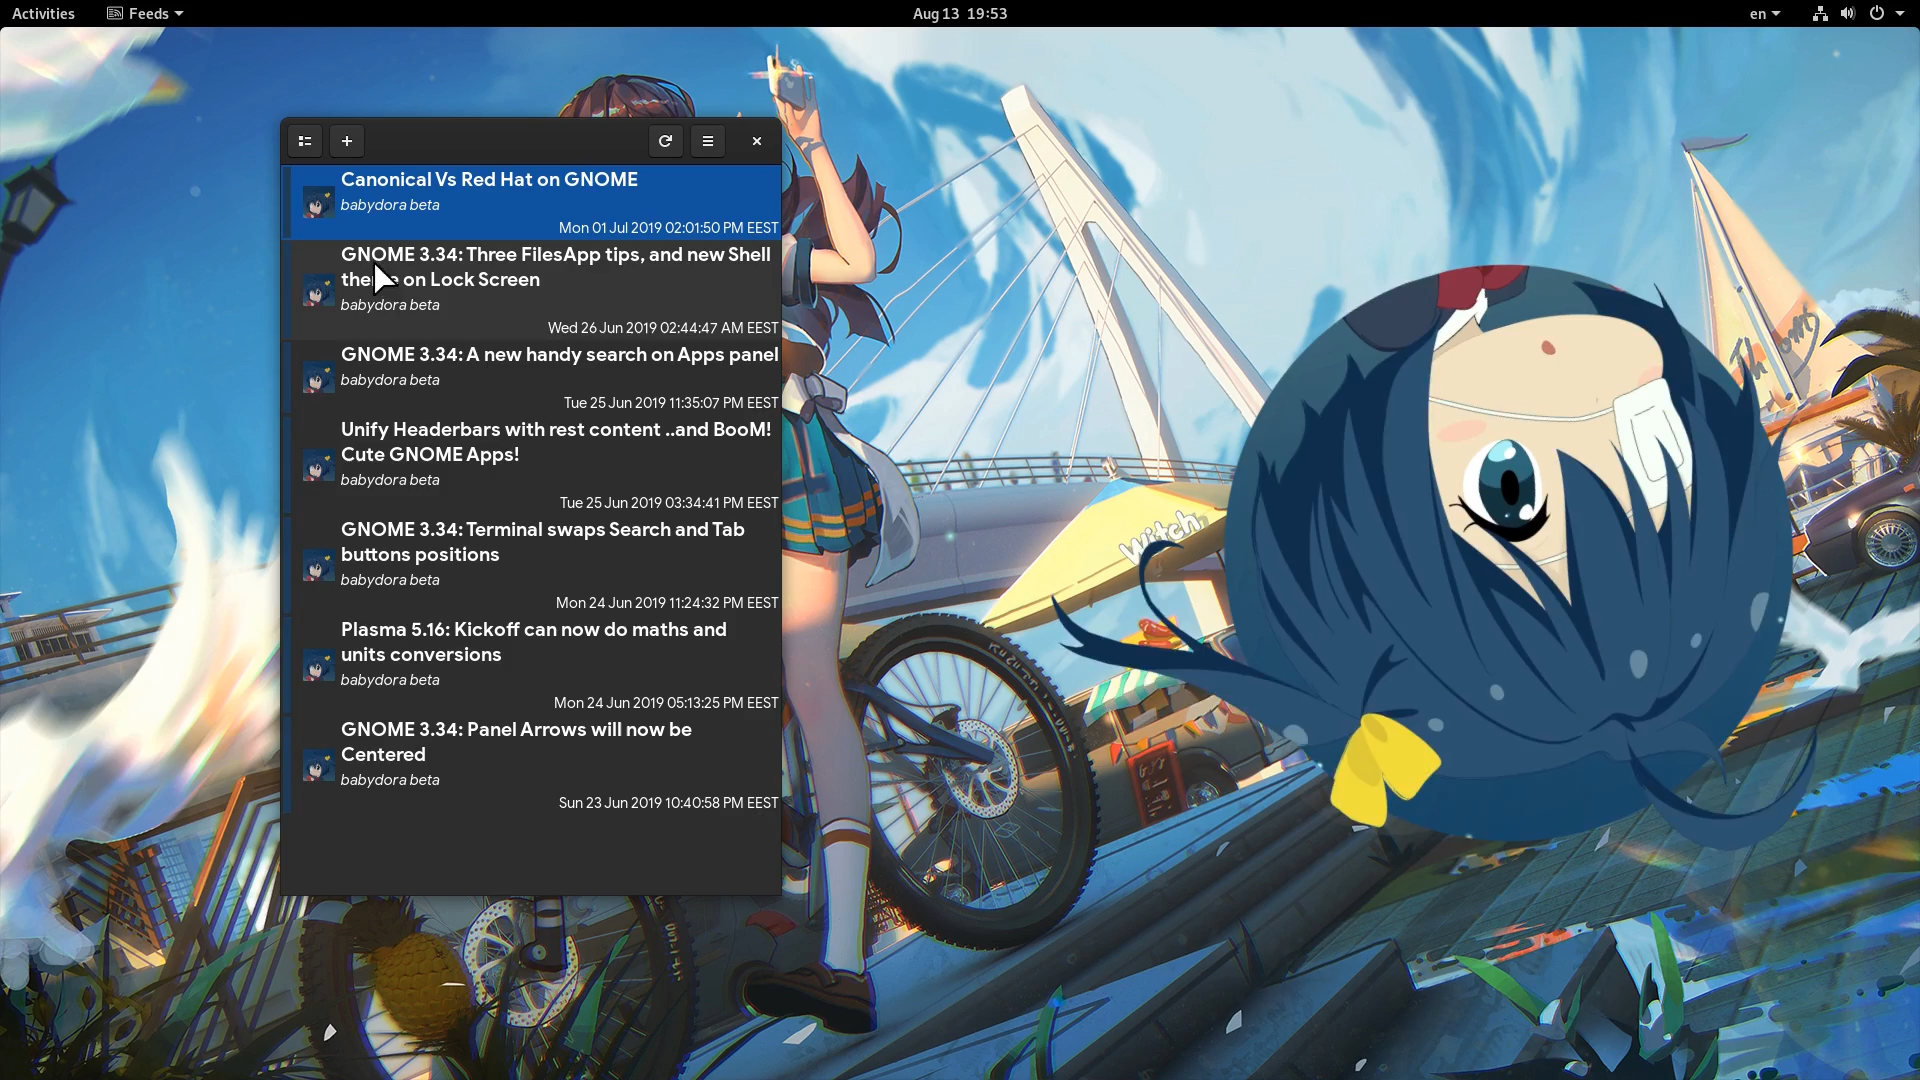 Activities
Feeds
Aug 13 19:53
en
Canonical Vs Red Hat on GNOME
babydora beta
Mon 01 Jul 2019 02:01:50 PM EEST
GNOME 3.34: Three FilesApp tips, and new Shell
theme on Lock Screen
babydora beta
Wed 26 Jun 2019 02:44:47 AM EEST
GNOME 3.34: A new handy search on Apps panel
babydora beta
Tue 25 Jun 2019 11:35:07 PM EEST
Unify Headerbars with rest content ..and BooM!
Cute GNOME Apps!
babydora beta
Tue 25 Jun 2019 03:34:41 PM EEST
GNOME 3.34: Terminal swaps Search and Tab
buttons positions
babydora beta
Mon 24 Jun 2019 11:24:32 PM EEST
Plasma 5.16: Kickoff can now do maths and
units conversions
babydora beta
Mon 24 Jun 2019 05:13:25 PM EEST
GNOME 3.34: Panel Arrows will now be
Centered
babydora beta
Sun 23 Jun 2019 10:40:58 PM EEST
Witch